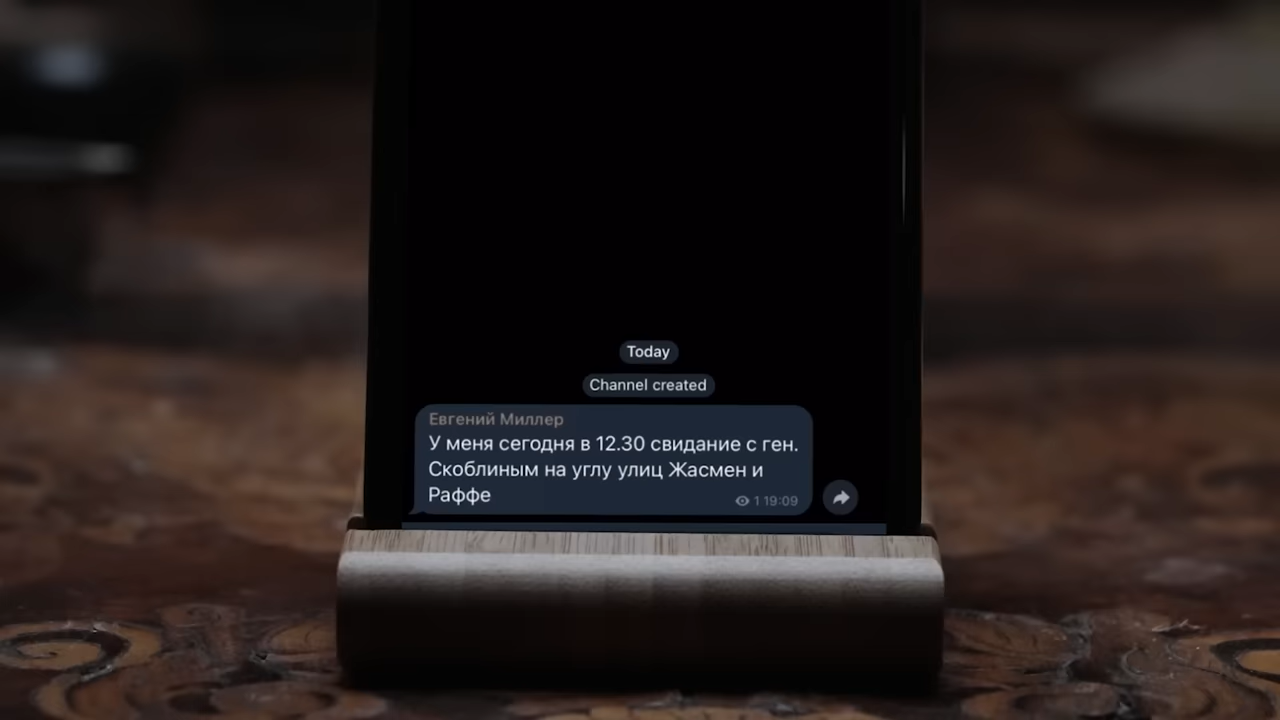 Today
Channel created
Евгений Миллер
У меня сегодня в 12.30 свидание с ген.
Скоблиным на углу улиц Жасмен и
Раффе
1 19:09